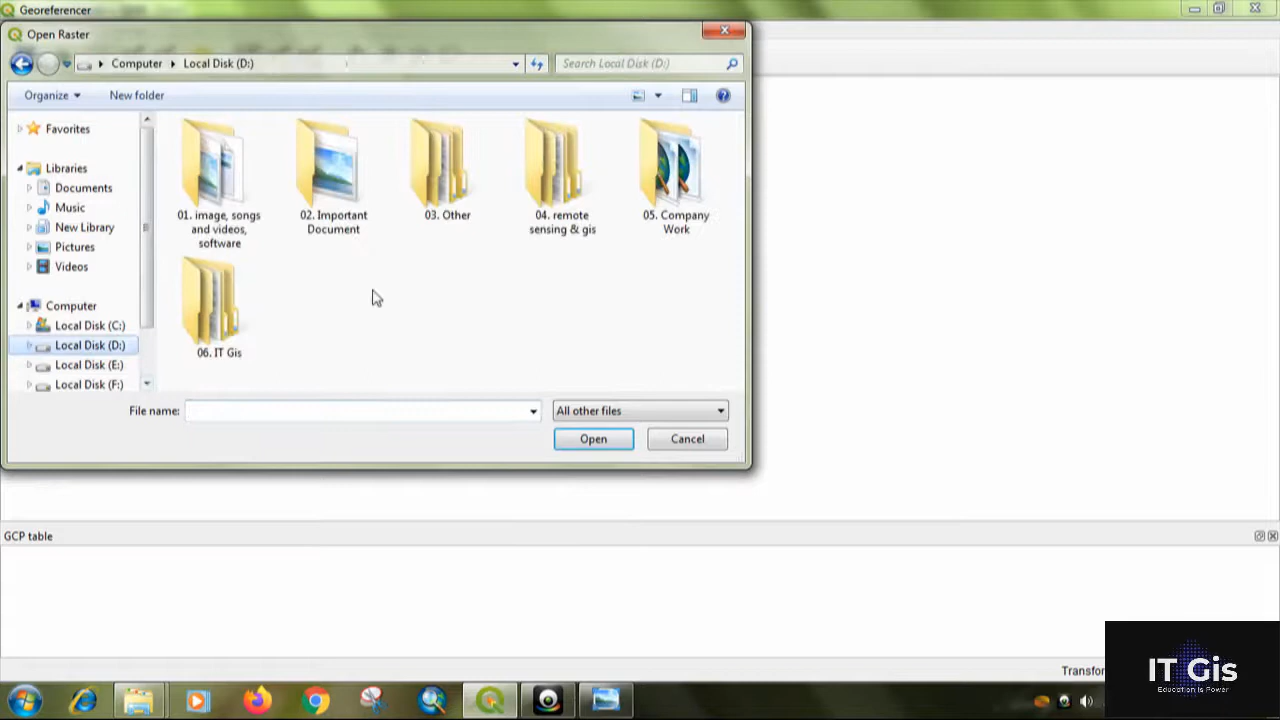 Georeferencer
Open Raster
Computer
Local Disk (D:)
Search Local Disk (D:)
Organize
New folder
Favorites
Libraries
Documents
Music
New Library
Pictures
Videos
Computer
Local Disk (C:)
Local Disk (D:)
Local Disk (E:)
Local Disk (F:)
01. image, songs
and videos,
software
02. Important
Document
03. Other
04. remote
sensing & gis
05. Company
Work
06. IT Gis
File name:
All other files
Open
Cancel
GCP table
Transfor
IT Gis
Education is Power